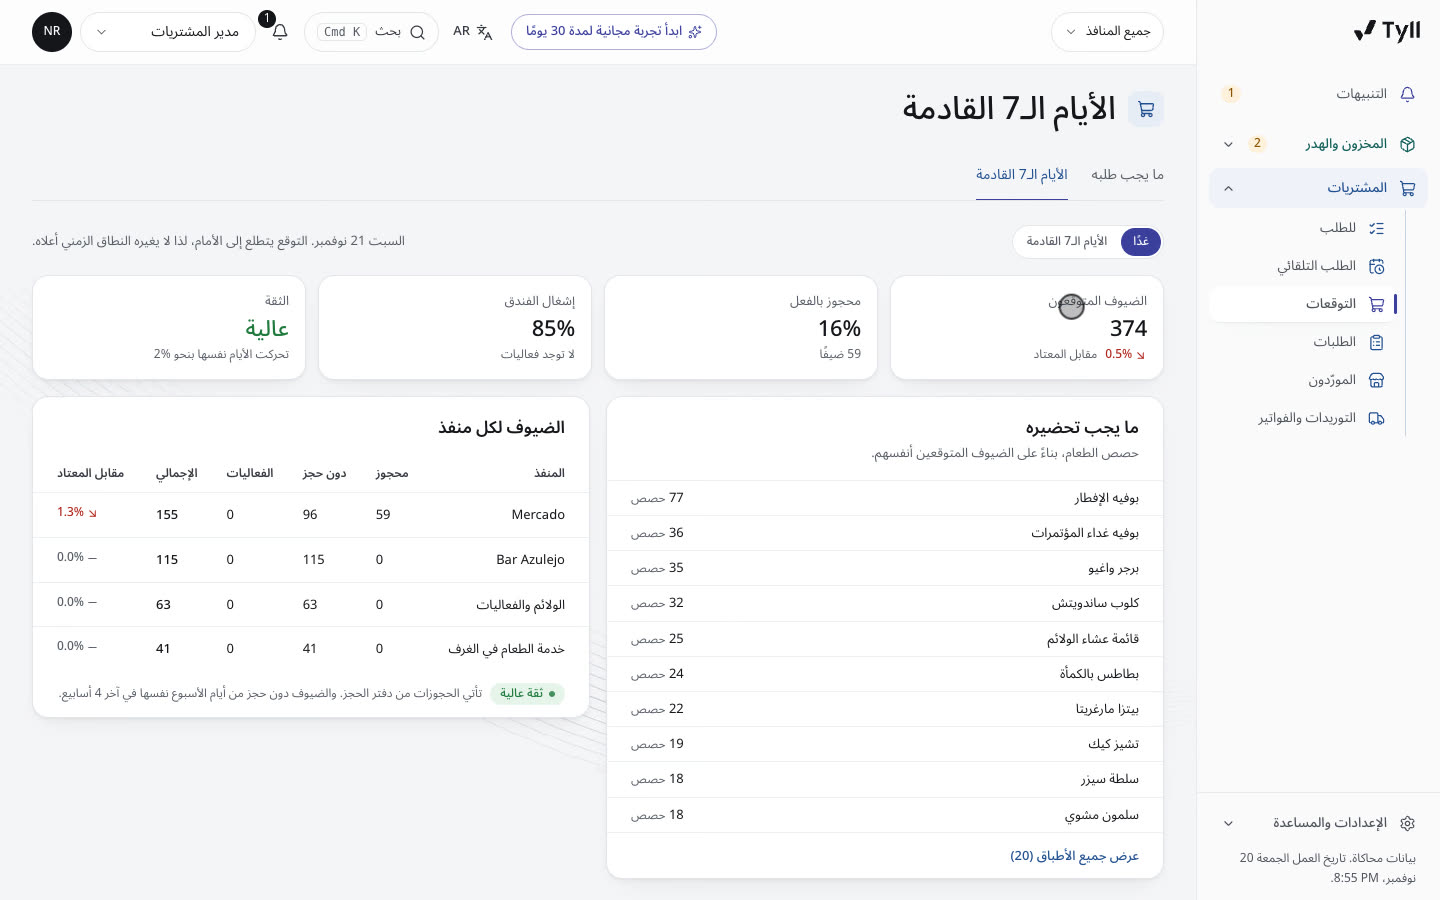 Tyll
جميع المنافذ
ابدأ تجربة مجانية لمدة 30 يومًا
AR
بحث
Cmd K
1
مدير المشتريات
NR
التنبيهات
1
المخزون والهدر
2
المشتريات
للطلب
الطلب التلقائي
التوقعات
الطلبات
المورّدون
التوريدات والفواتير
الإعدادات والمساعدة
بيانات محاكاة. تاريخ العمل الجمعة 20
نوفمبر، 8:55 PM.
الأيام الـ7 القادمة
ما يجب طلبه
الأيام الـ7 القادمة
غدًا
الأيام الـ7 القادمة
السبت 21 نوفمبر. التوقع يتطلع إلى الأمام، لذا لا يغيره النطاق الزمني أعلاه.
الضيوف المتوقعون
374
0.5% مقابل المعتاد
محجوز بالفعل
16%
59 ضيفًا
إشغال الفندق
85%
لا توجد فعاليات
الثقة
عالية
تحركت الأيام نفسها بنحو 2%
ما يجب تحضيره
حصص الطعام، بناءً على الضيوف المتوقعين أنفسهم.
بوفيه الإفطار 77 حصص
بوفيه غداء المؤتمرات 36 حصص
برجر واغيو 35 حصص
كلوب ساندويتش 32 حصص
قائمة عشاء الولائم 25 حصص
بطاطس بالكمأة 24 حصص
بيتزا مارغريتا 22 حصص
تشيز كيك 19 حصص
سلطة سيزر 18 حصص
سلمون مشوي 18 حصص
عرض جميع الأطباق (20)
الضيوف لكل منفذ
المنفذ محجوز دون حجز الفعاليات الإجمالي مقابل المعتاد
Mercado 59 96 0 155 1.3%
Bar Azulejo 0 115 0 115 — 0.0%
الولائم والفعاليات 0 63 0 63 — 0.0%
خدمة الطعام في الغرف 0 41 0 41 — 0.0%
ثقة عالية تأتي الحجوزات من دفتر الحجز. والضيوف دون حجز من أيام الأسبوع نفسها في آخر 4 أسابيع.